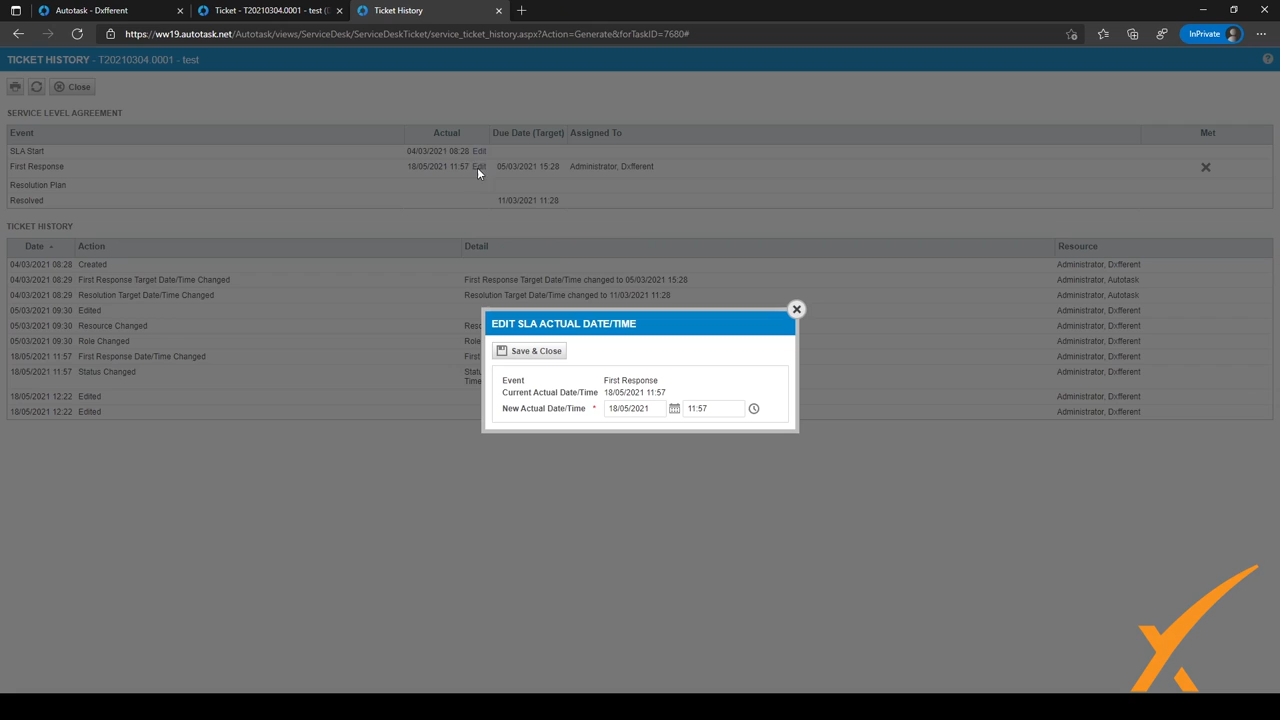 Autotask - Dxfferent
Ticket - T20210304.0001 - test (D
Ticket History
https://ww19.autotask.net/Autotask/views/ServiceDesk/ServiceDeskTicket/service_ticket_history.aspx?Action=Generate&forTaskID=7680#
InPrivate
TICKET HISTORY - T20210304.0001 - test
Close
SERVICE LEVEL AGREEMENT
Event Actual Due Date (Target) Assigned To Met
SLA Start 04/03/2021 08:28 Edit
First Response 18/05/2021 11:57 Edit 05/03/2021 15:28 Administrator, Dxfferent
Resolution Plan
Resolved 11/03/2021 11:28
TICKET HISTORY
Date Action Detail Resource
04/03/2021 08:28 Created Administrator, Dxfferent
04/03/2021 08:29 First Response Target Date/Time Changed First Response Target Date/Time changed to 05/03/2021 15:28 Administrator, Autotask
04/03/2021 08:29 Resolution Target Date/Time Changed Resolution Target Date/Time changed to 11/03/2021 11:28 Administrator, Autotask
05/03/2021 09:30 Edited Administrator, Dxfferent
05/03/2021 09:30 Resource Changed Administrator, Dxfferent
05/03/2021 09:30 Role Changed Role Administrator, Dxfferent
18/05/2021 11:57 First Response Date/Time Changed Administrator, Dxfferent
18/05/2021 11:57 Status Changed Administrator, Dxfferent
Time
18/05/2021 12:22 Edited Administrator, Dxfferent
18/05/2021 12:22 Edited Administrator, Dxfferent
EDIT SLA ACTUAL DATE/TIME
Save & Close
Event First Response
Current Actual Date/Time 18/05/2021 11:57
New Actual Date/Time * 18/05/2021 11:57